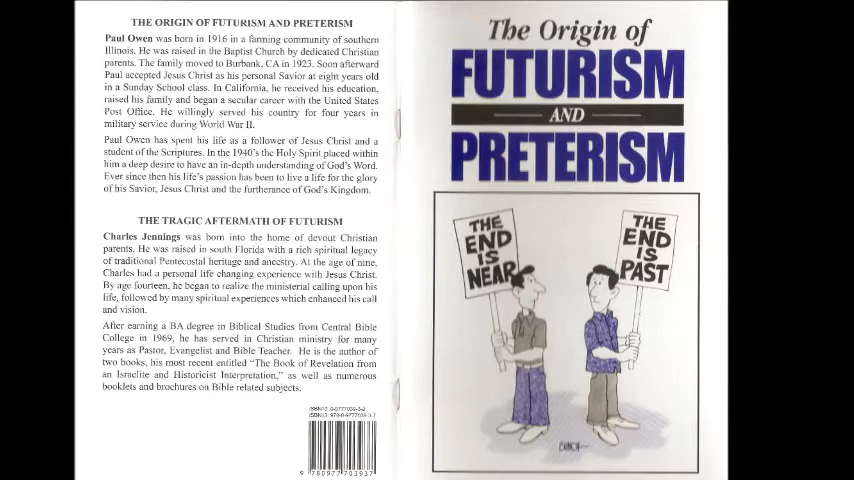 THE ORIGIN OF FUTURISM AND PRETERISM
Paul Owen was born in 1916 in a farming community of southern
Illinois. He was raised in the Baptist Church by dedicated Christian
parents. The family moved to Burbank, CA in 1923. Soon afterward
Paul accepted Jesus Christ as his personal Savior at eight years old
in a Sunday School class. In California, he received his education,
raised his family and began a secular career with the United States
Post Office. He willingly served his country for four years in
military service during World War II.
Paul Owen has spent his life as a follower of Jesus Christ and a
student of the Scriptures. In the 1940's the Holy Spirit placed within
him a deep desire to have an in-depth understanding of God's Word.
Ever since then his life's passion has been to live a life for the glory
of his Savior, Jesus Christ and the furtherance of God's Kingdom.
THE TRAGIC AFTERMATH OF FUTURISM
Charles Jennings was born into the home of devout Christian
parents. He was raised in south Florida with a rich spiritual legacy
of traditional Pentecostal heritage and ancestry. At the age of nine,
Charles had a personal life changing experience with Jesus Christ.
By age fourteen, he began to realize the ministerial calling upon his
life, followed by many spiritual experiences which enhanced his call
and vision.
After earning a BA degree in Biblical Studies from Central Bible
College in 1969, he has served in Christian ministry for many
years as Pastor, Evangelist and Bible Teacher. He is the author of
two books, his most recent entitled "The Book of Revelation from
an Israelite and Historicist Interpretation," as well as numerous
booklets and brochures on Bible related subjects.
9 780977 703937
The Origin of
FUTURISM
AND
PRETERISM
THE
END
IS
NEAR
THE
END
IS
PAST